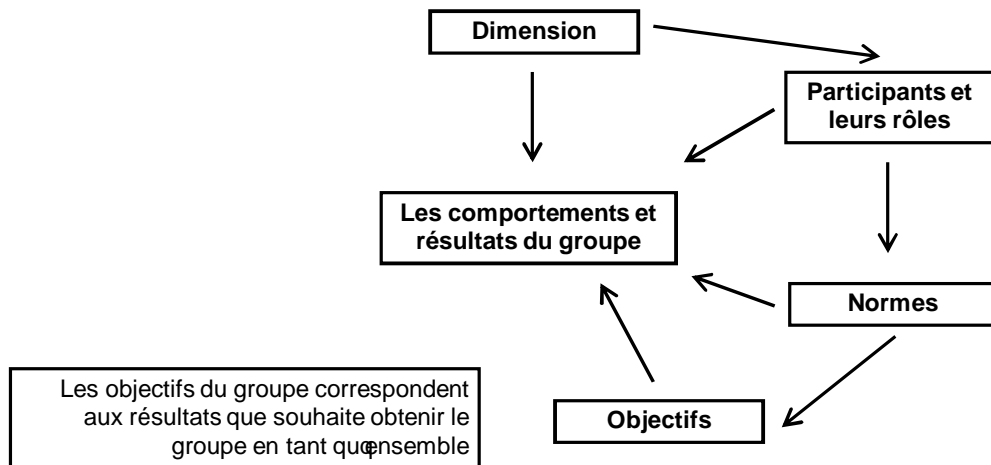 Dimension
Participants et
leurs rôles
Les comportements et
résultats du groupe
Normes
Objectifs
Les objectifs du groupe correspondent
aux résultats que souhaite obtenir le
groupe en tant qu'ensemble